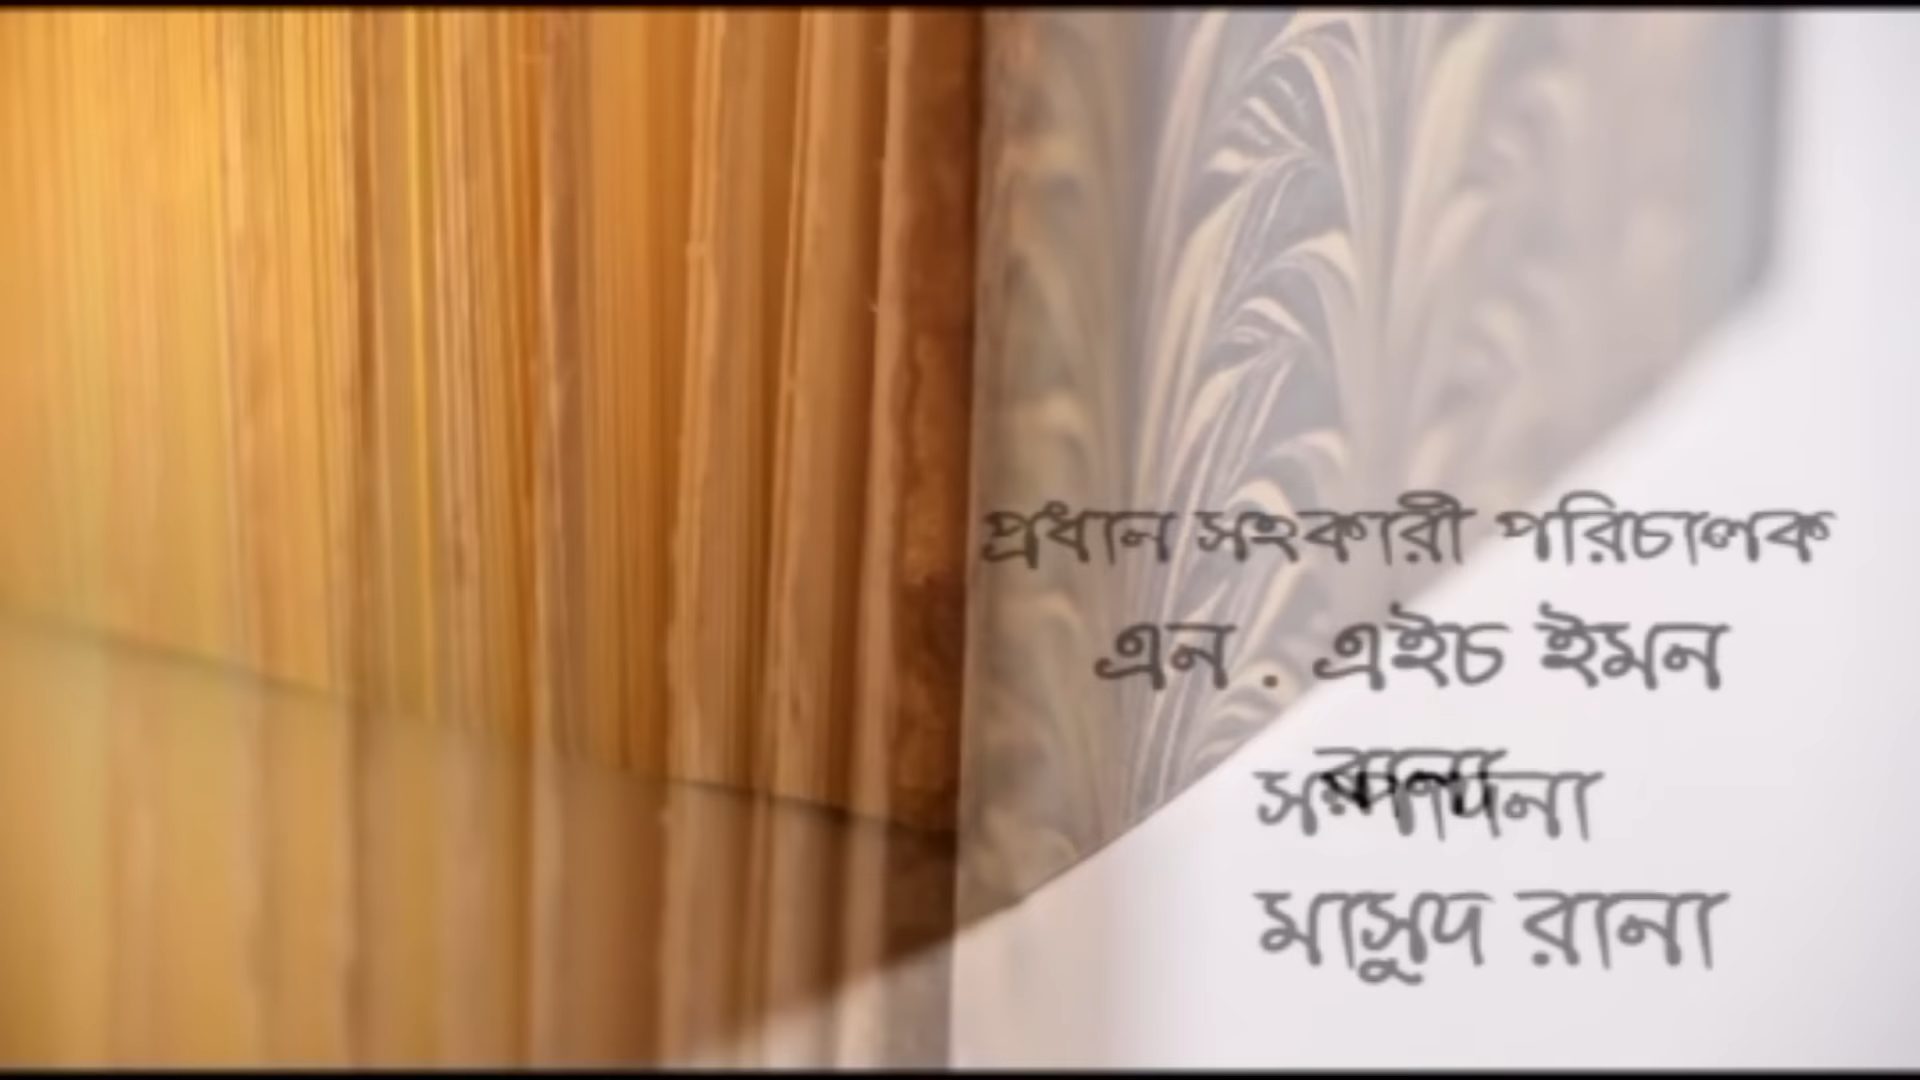 প্রধান সহকারী পরিচালক
এন . এইচ ইমন
রানা
সম্পাদনা
মাসুদ রানা